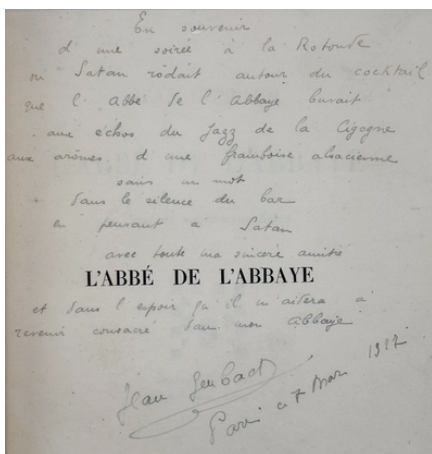 En souvenir
d'une soirée à la Rotonde
où Satan rôdait autour du cocktail
que l'Abbé de l'Abbaye buvait
aux échos du Jazz de la Cigogne
aux arômes d'une framboise alsacienne
sans un mot
dans le silence du bar
en pensant à Satan
avec toute ma sincère amitié
L'ABBÉ DE L'ABBAYE
et dans l'espoir qu'il m'aidera à
revenir consacré dans mon Abbaye
Jean Genbach
Paris ce 7 Mars